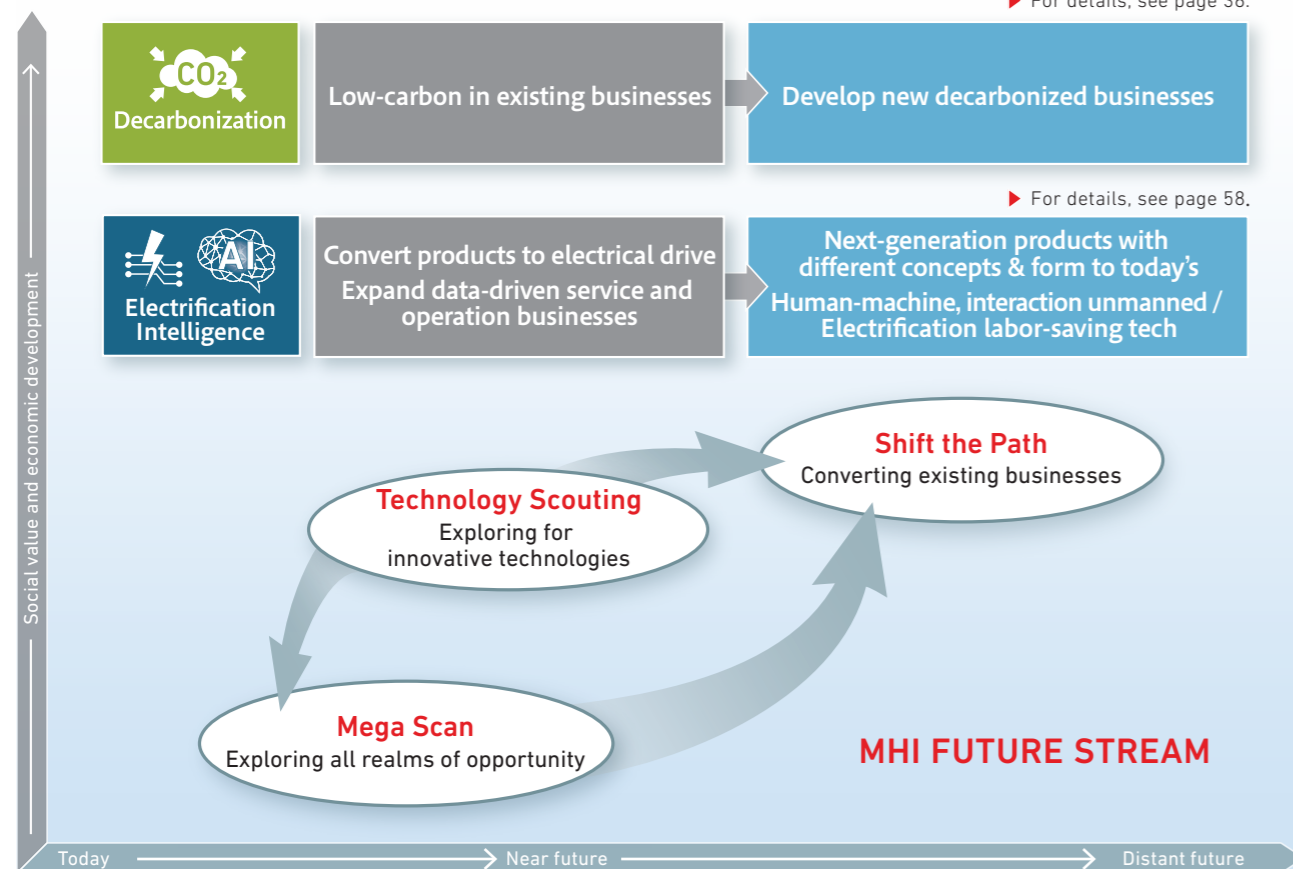 ▶ For details, see page 38.
CO2
Decarbonization
Low-carbon in existing businesses
Develop new decarbonized businesses
▶ For details, see page 58.
AI
Electrification
Intelligence
Convert products to electrical drive
Expand data-driven service and
operation businesses
Next-generation products with
different concepts & form to today's
Human-machine, interaction unmanned /
Electrification labor-saving tech
Social value and economic development
Shift the Path
Converting existing businesses
Technology Scouting
Exploring for
innovative technologies
Mega Scan
Exploring all realms of opportunity
MHI FUTURE STREAM
Today
Near future
Distant future